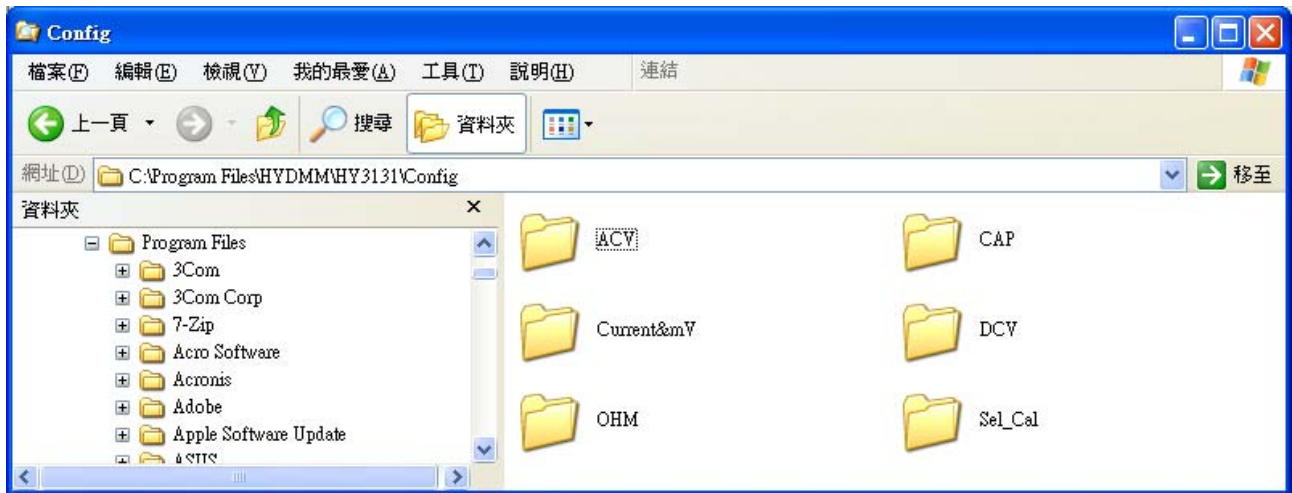 Config
檔案(F) 編輯(E) 檢視(V) 我的最愛(A) 工具(T) 說明(H) 連結
上一頁 搜尋 資料夾
網址(D) C:\Program Files\HYDMM\HY3131\Config 移至
資料夾
Program Files
3Com
3Com Corp
7-Zip
Acro Software
Acronis
Adobe
Apple Software Update
ASUS
ACV CAP
Current&mV DCV
OHM Sel_Cal